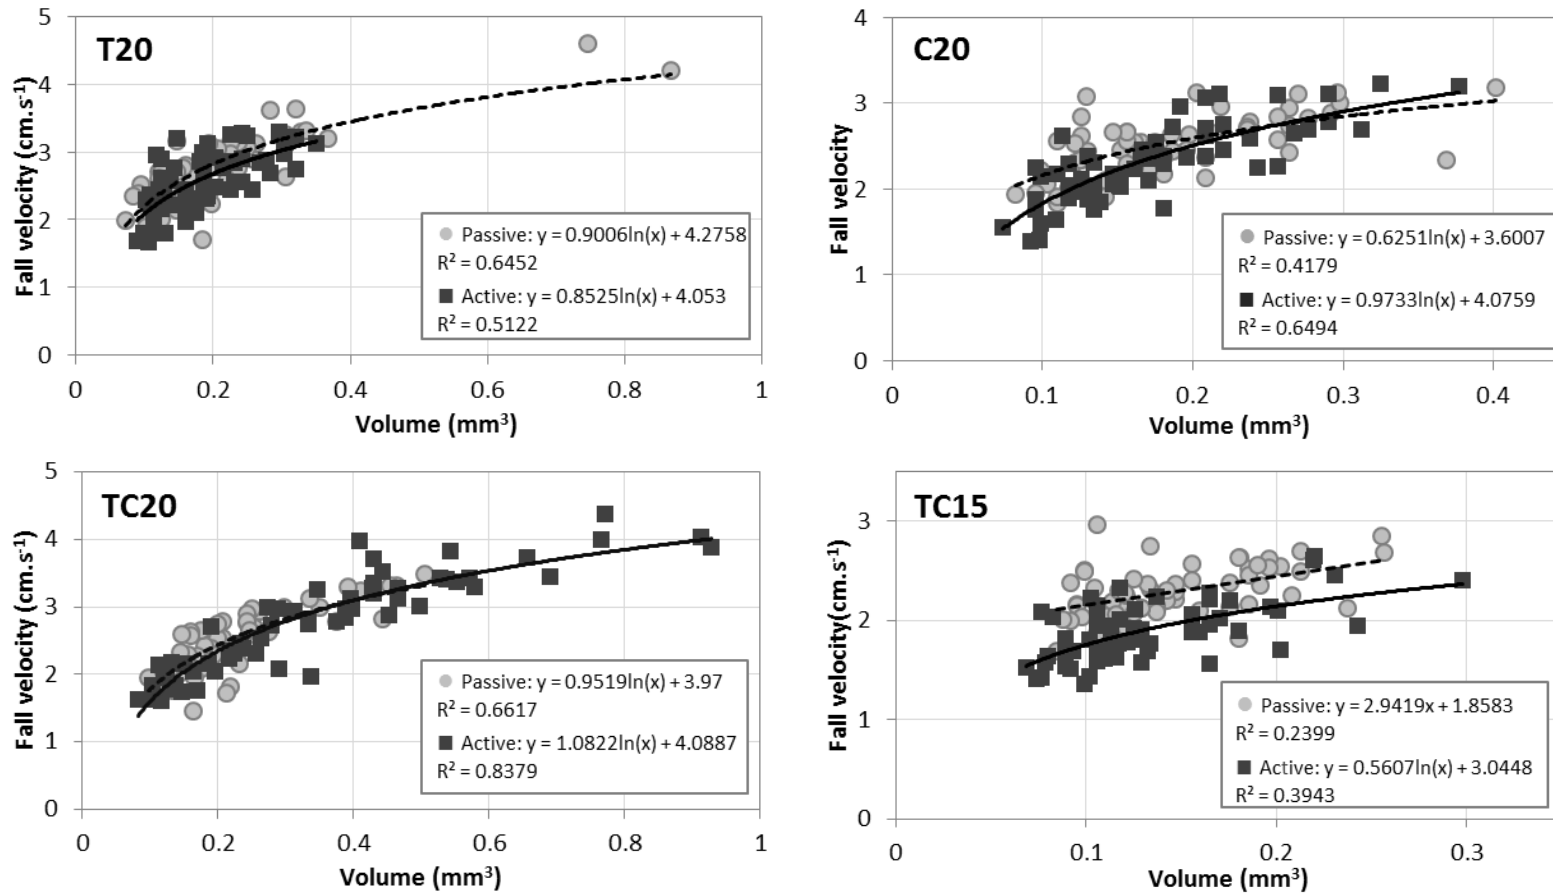 T20
Fall velocity (cm.s⁻¹)
5
4
3
2
1
0
Passive: y = 0.9006ln(x) + 4.2758
R² = 0.6452
Active: y = 0.8525ln(x) + 4.053
R² = 0.5122
0 0.2 0.4 0.6 0.8 1
Volume (mm³)
C20
Fall velocity
4
3
2
1
0
Passive: y = 0.6251ln(x) + 3.6007
R² = 0.4179
Active: y = 0.9733ln(x) + 4.0759
R² = 0.6494
0.1 0.2 0.3 0.4
Volume (mm³)
TC20
Fall velocity (cm.s⁻¹)
5
4
3
2
1
0
Passive: y = 0.9519ln(x) + 3.97
R² = 0.6617
Active: y = 1.0822ln(x) + 4.0887
R² = 0.8379
0 0.2 0.4 0.6 0.8 1
Volume (mm³)
TC15
Fall velocity(cm.s⁻¹)
3
2
1
0
Passive: y = 2.9419x + 1.8583
R² = 0.2399
Active: y = 0.5607ln(x) + 3.0448
R² = 0.3943
0 0.1 0.2 0.3
Volume (mm³)